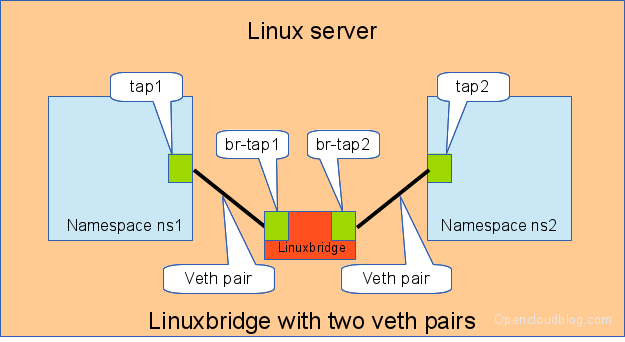 Linux server
tap1
tap2
br-tap1
br-tap2
Namespace ns1
Namespace ns2
Linuxbridge
Veth pair
Veth pair
Linuxbridge with two veth pairs
Opencloudblog.com